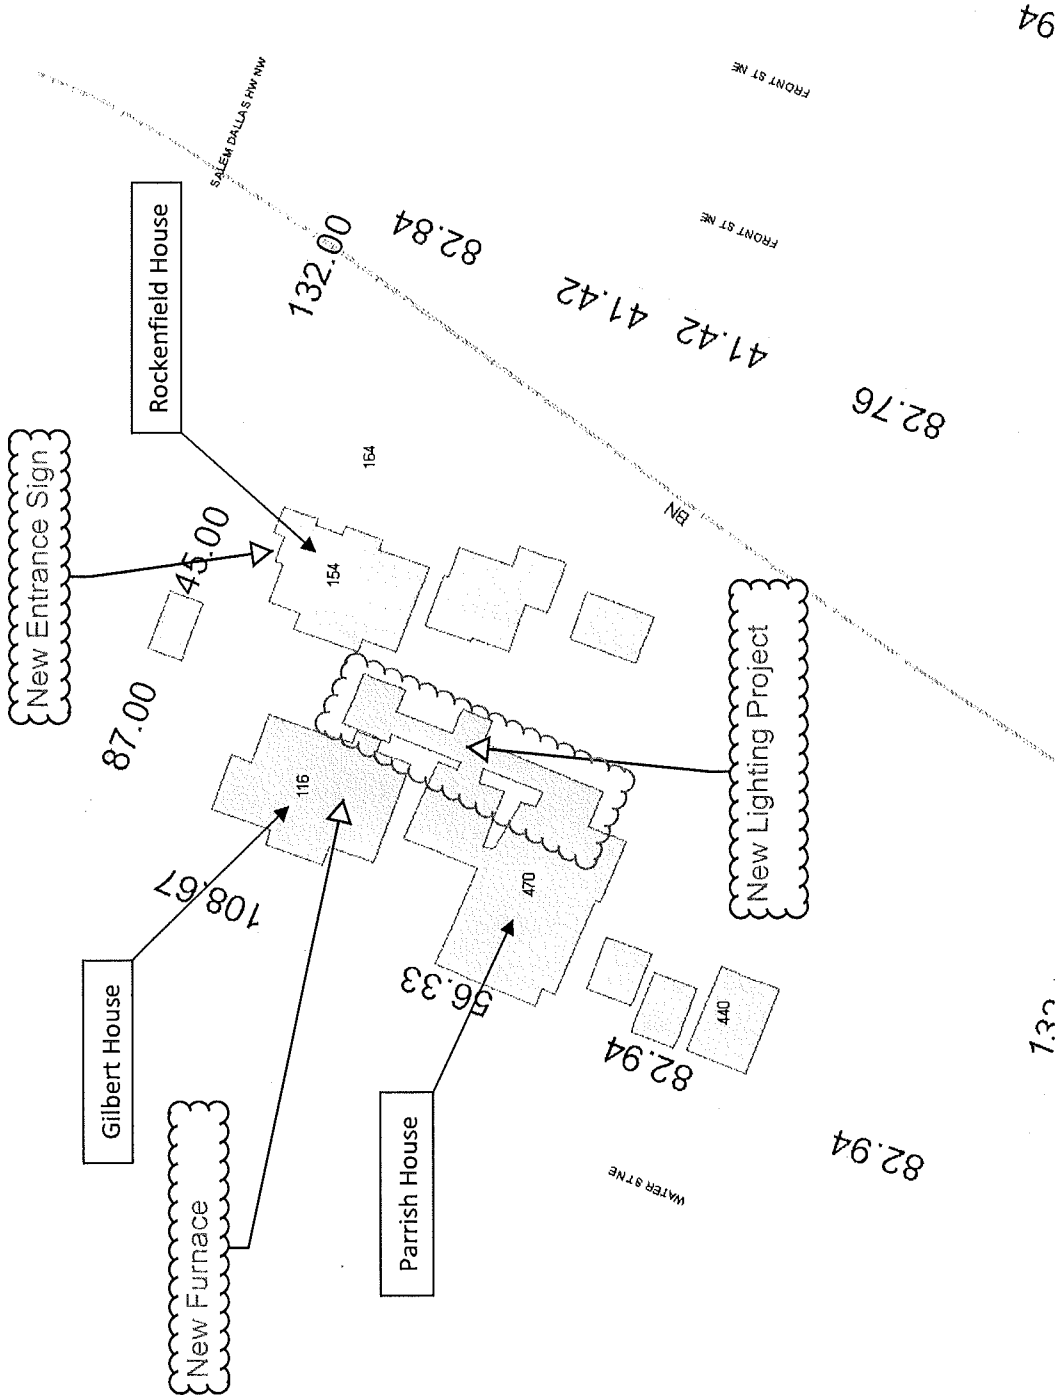 94
SALEM DALLAS HW NW
FRONT ST NE
FRONT ST NE
Rockenfield House
132.00
82.84
41.42
41.42
82.76
New Entrance Sign
45.00
164
154
BN
87.00
New Lighting Project
116
108.67
470
Gilbert House
56.33
440
82.94
132
Parrish House
New Furnace
WATER ST NE
82.94